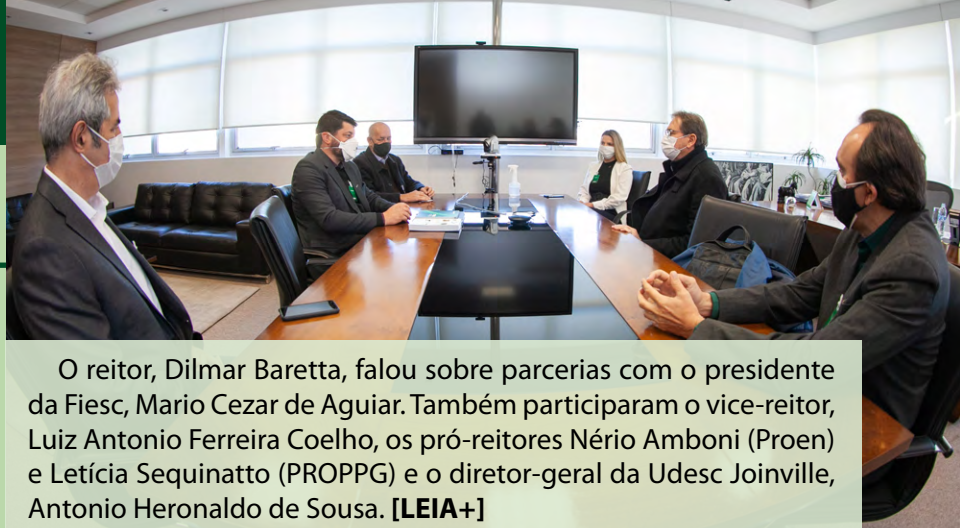 O reitor, Dilmar Baretta, falou sobre parcerias com o presidente
da Fiesc, Mario Cezar de Aguiar. Também participaram o vice-reitor,
Luiz Antonio Ferreira Coelho, os pró-reitores Nério Amboni (Proen)
e Letícia Sequinatto (PROPPG) e o diretor-geral da Udesc Joinville,
Antonio Heronaldo de Sousa. [LEIA+]